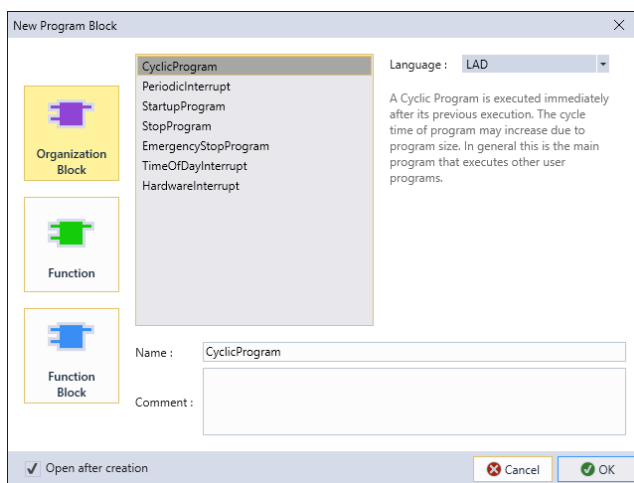 New Program Block
Organization
Block
Function
Function
Block
CyclicProgram
PeriodicInterrupt
StartupProgram
StopProgram
EmergencyStopProgram
TimeOfDayInterrupt
HardwareInterrupt
Language : LAD
A Cyclic Program is executed immediately
after its previous execution. The cycle
time of program may increase due to
program size. In general this is the main
program that executes other user
programs.
Name : CyclicProgram
Comment :
Open after creation
Cancel
OK